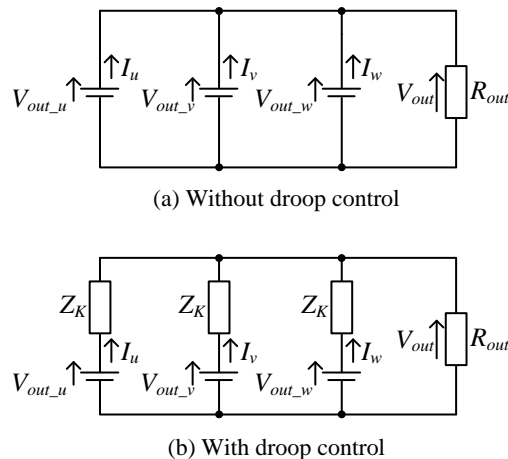 I_u I_v I_w
V_out_u V_out_v V_out_w V_out R_out
(a) Without droop control
Z_K Z_K Z_K
I_u I_v I_w V_out R_out
V_out_u V_out_v V_out_w
(b) With droop control